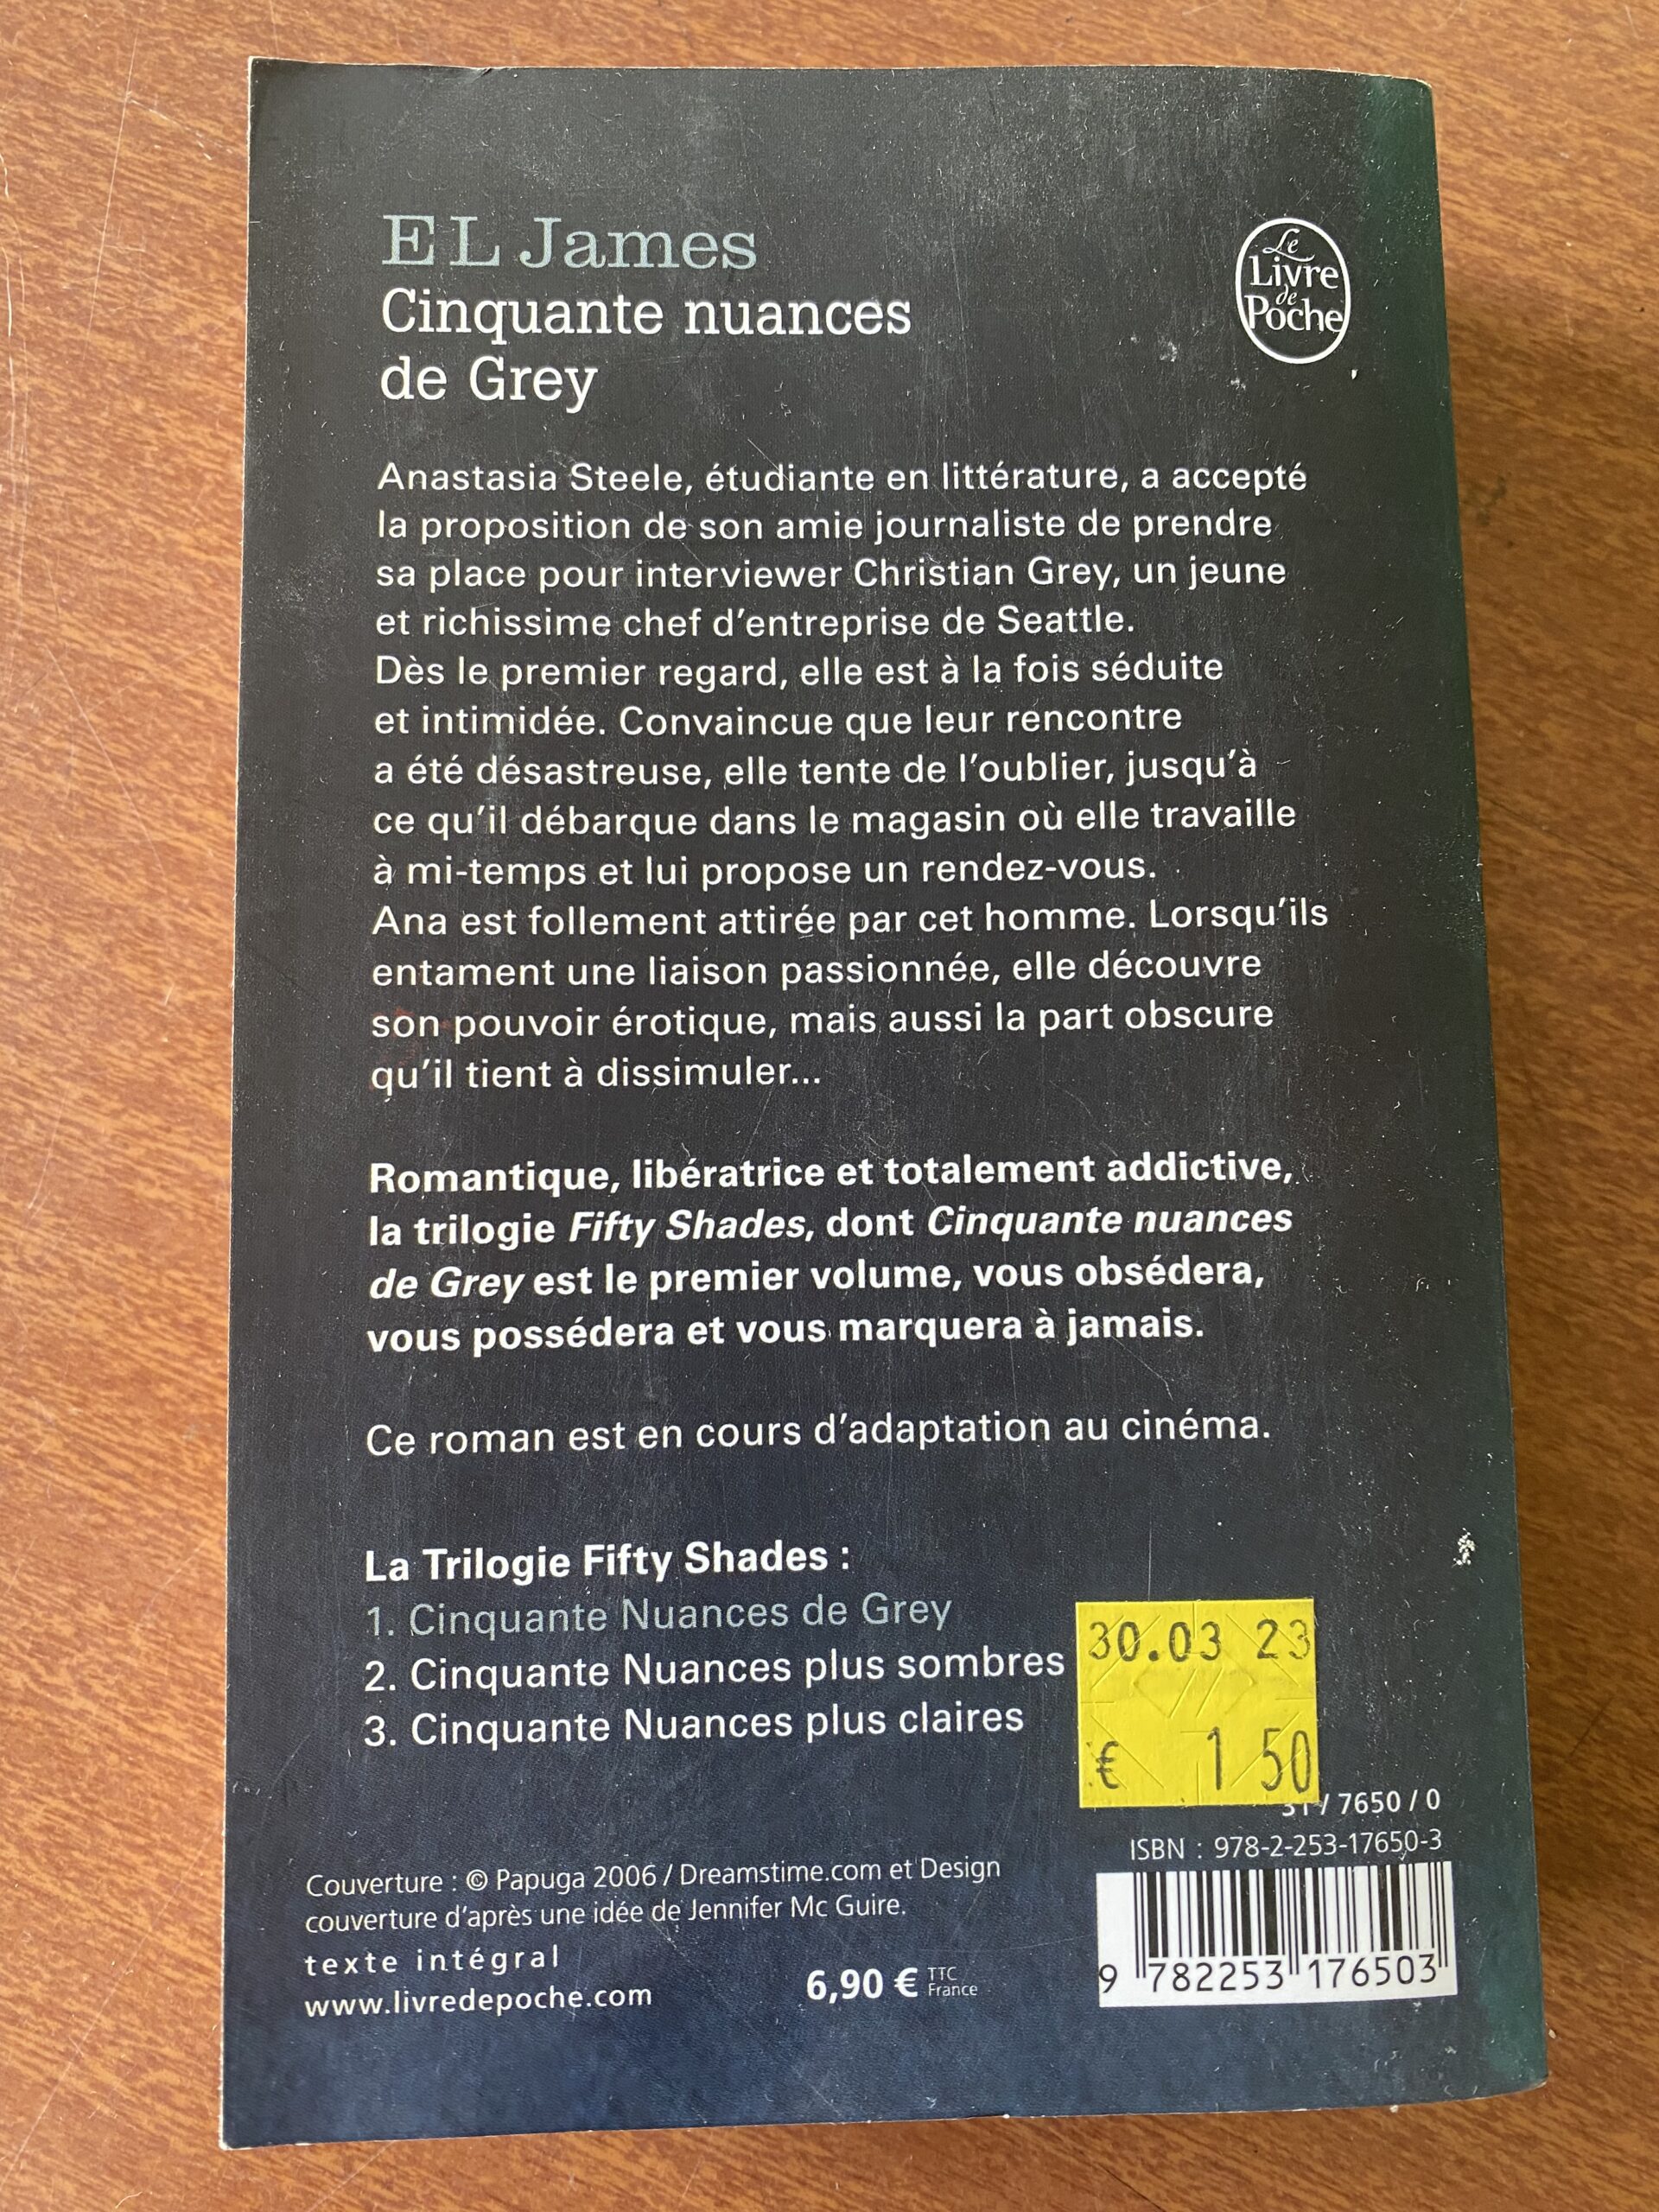 E L James
Cinquante nuances
de Grey
Le
Livre
de
Poche
Anastasia Steele, étudiante en littérature, a accepté
la proposition de son amie journaliste de prendre
sa place pour interviewer Christian Grey, un jeune
et richissime chef d'entreprise de Seattle.
Dès le premier regard, elle est à la fois séduite
et intimidée. Convaincue que leur rencontre
a été désastreuse, elle tente de l'oublier, jusqu'à
ce qu'il débarque dans le magasin où elle travaille
à mi-temps et lui propose un rendez-vous.
Ana est follement attirée par cet homme. Lorsqu'ils
entament une liaison passionnée, elle découvre
son pouvoir érotique, mais aussi la part obscure
qu'il tient à dissimuler...
Romantique, libératrice et totalement addictive,
la trilogie Fifty Shades, dont Cinquante nuances
de Grey est le premier volume, vous obsédera,
vous possédera et vous marquera à jamais.
Ce roman est en cours d'adaptation au cinéma.
La Trilogie Fifty Shades :
1. Cinquante Nuances de Grey
2. Cinquante Nuances plus sombres
3. Cinquante Nuances plus claires
30.03 23
€ 1 50
/ 7650 / 0
ISBN : 978-2-253-17650-3
Couverture : © Papuga 2006 / Dreamstime.com et Design
couverture d'après une idée de Jennifer Mc Guire.
texte intégral
www.livredepoche.com
6,90 € TTC
France
9 782253 176503